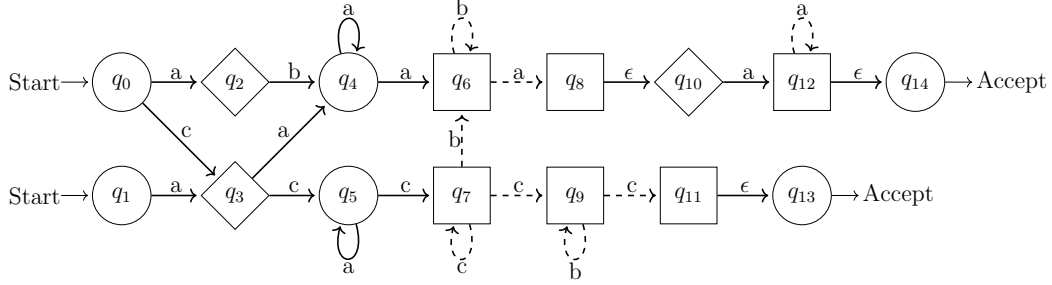 a b a
Start q0 a q2 b q4 a q6 a q8 ϵ q10 a q12 ϵ q14 Accept
c a b
Start q1 a q3 c q5 c q7 c q9 c q11 ϵ q13 Accept
a c b